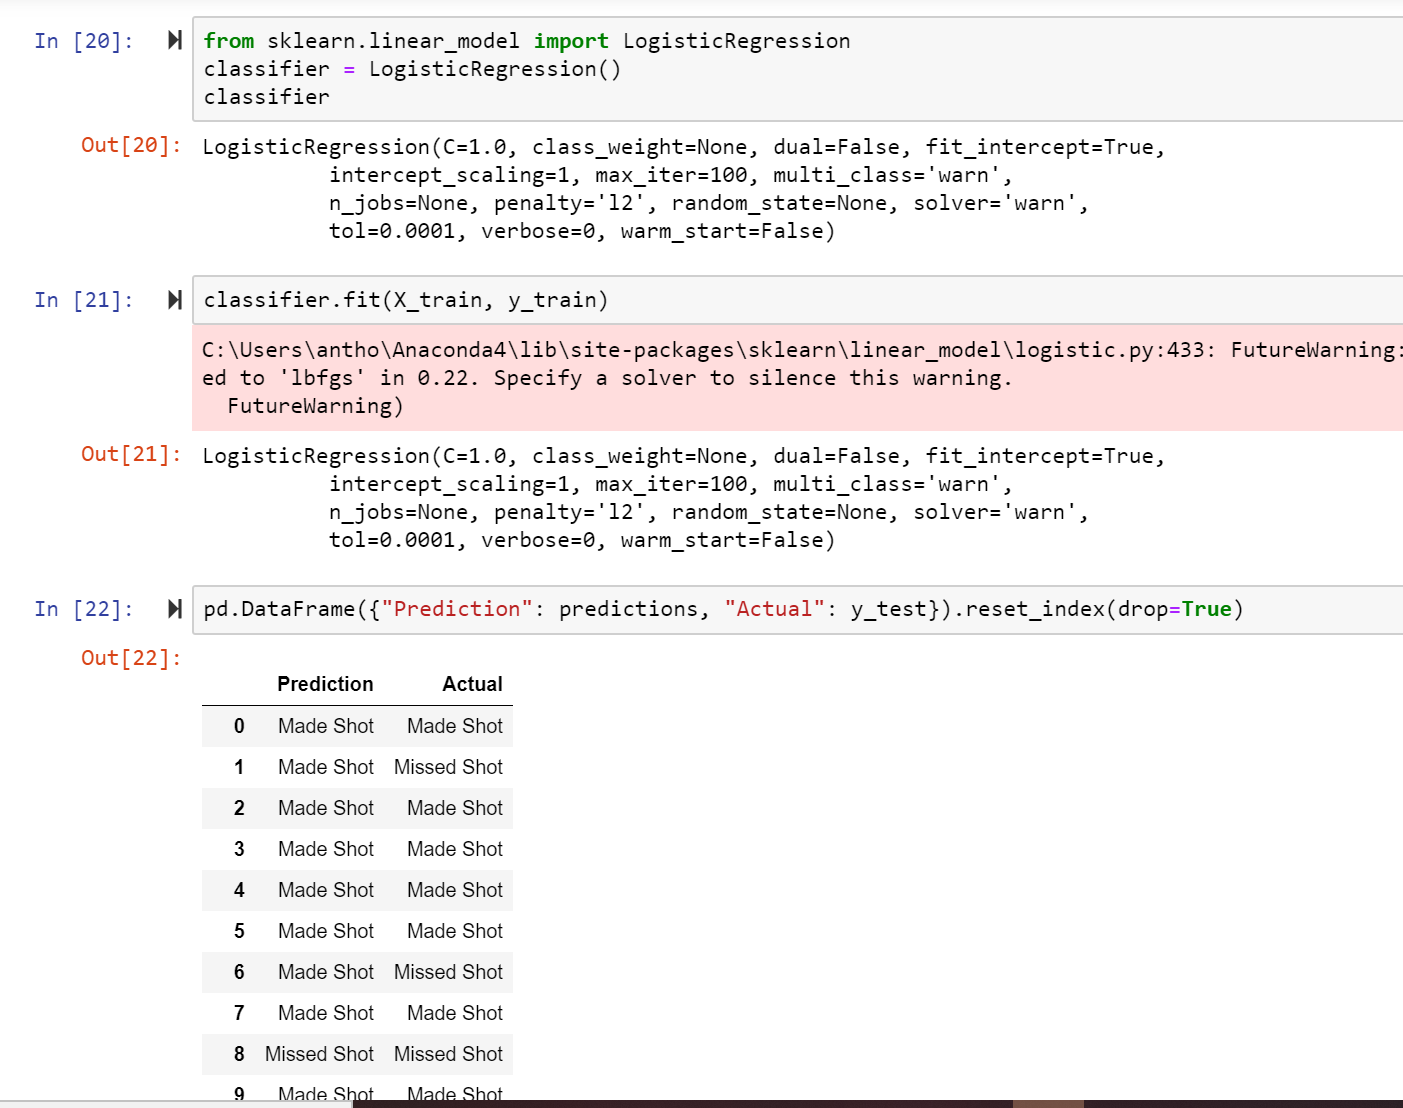 In [20]: from sklearn.linear_model import LogisticRegression
classifier = LogisticRegression()
classifier
Out[20]: LogisticRegression(C=1.0, class_weight=None, dual=False, fit_intercept=True,
intercept_scaling=1, max_iter=100, multi_class='warn',
n_jobs=None, penalty='l2', random_state=None, solver='warn',
tol=0.0001, verbose=0, warm_start=False)
In [21]: classifier.fit(X_train, y_train)
C:\Users\antho\Anaconda4\lib\site-packages\sklearn\linear_model\logistic.py:433: FutureWarning:
ed to 'lbfgs' in 0.22. Specify a solver to silence this warning.
FutureWarning)
Out[21]: LogisticRegression(C=1.0, class_weight=None, dual=False, fit_intercept=True,
intercept_scaling=1, max_iter=100, multi_class='warn',
n_jobs=None, penalty='l2', random_state=None, solver='warn',
tol=0.0001, verbose=0, warm_start=False)
In [22]: pd.DataFrame({"Prediction": predictions, "Actual": y_test}).reset_index(drop=True)
Out[22]:
Prediction Actual
0 Made Shot Made Shot
1 Made Shot Missed Shot
2 Made Shot Made Shot
3 Made Shot Made Shot
4 Made Shot Made Shot
5 Made Shot Made Shot
6 Made Shot Missed Shot
7 Made Shot Made Shot
8 Missed Shot Missed Shot
9 Made Shot Made Shot